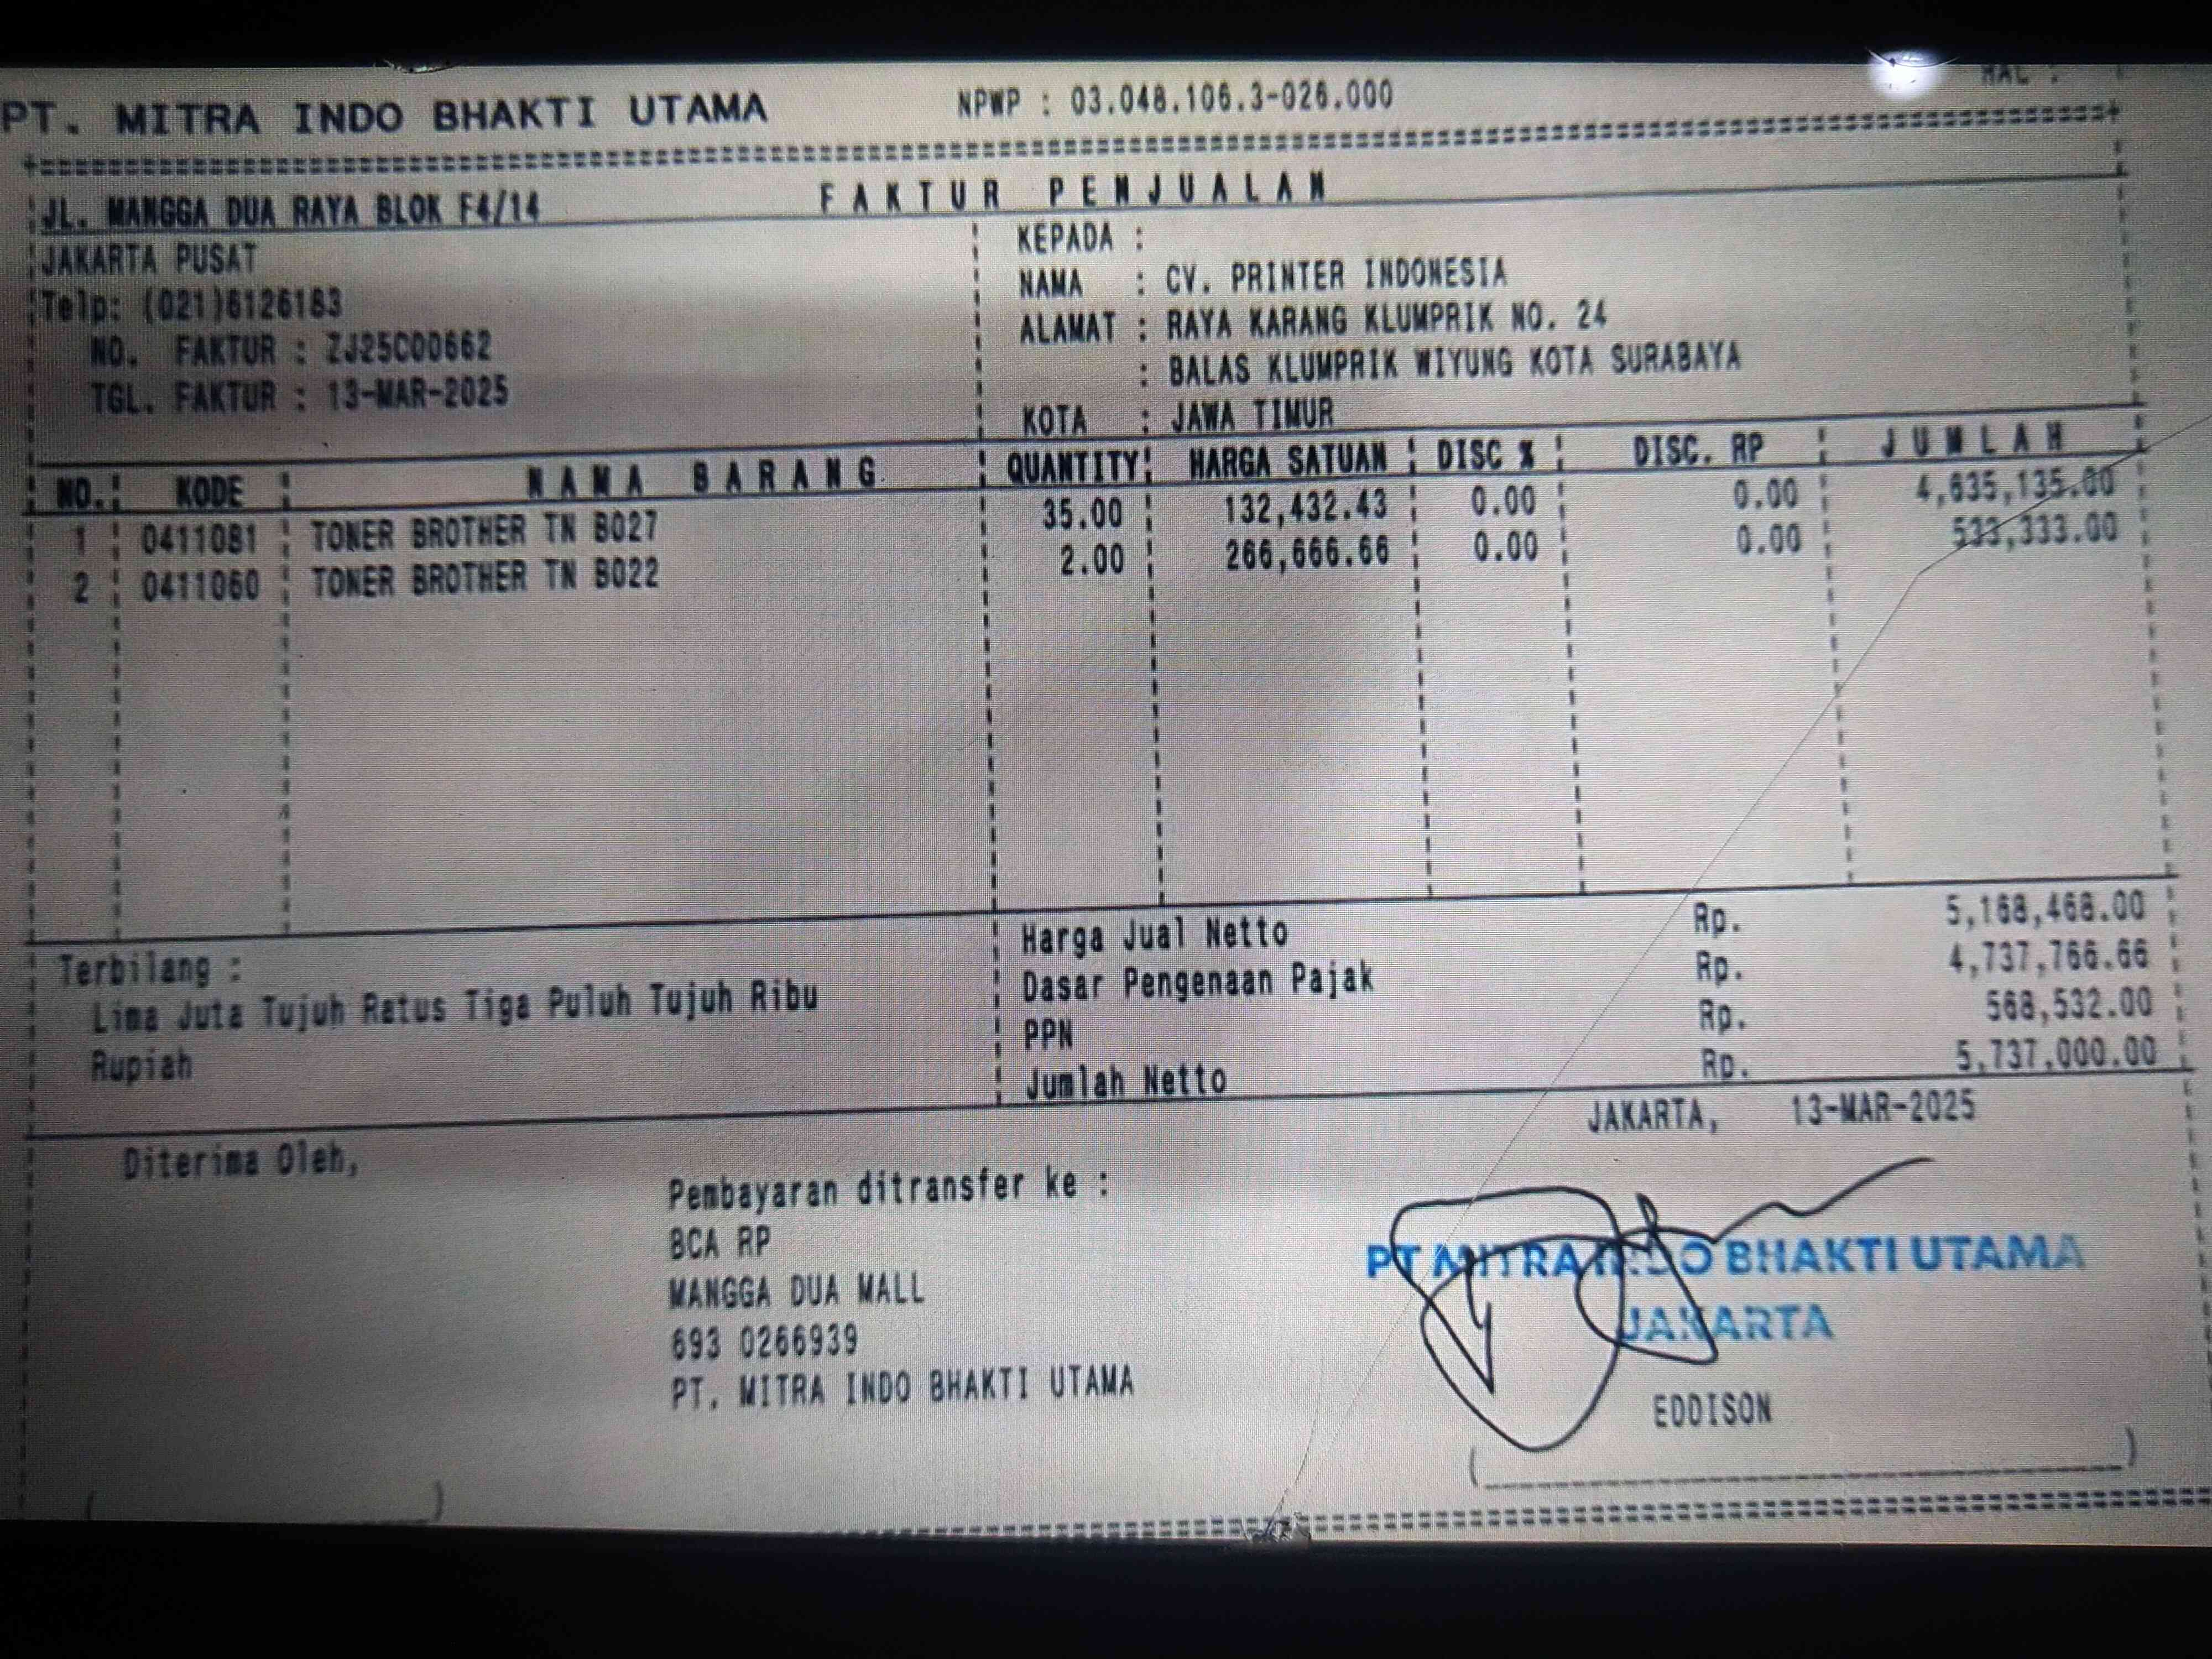 PT. MITRA INDO BHAKTI UTAMA NPWP : 03.048.106.3-026.000 HAL :
FAKTUR PENJUALAN
JL. MANGGA DUA RAYA BLOK F4/14
JAKARTA PUSAT
Telp: (021)6126183
NO. FAKTUR : ZJ25C00662
TGL. FAKTUR : 13-MAR-2025
KEPADA :
NAMA : CV. PRINTER INDONESIA
ALAMAT : RAYA KARANG KLUMPRIK NO. 24
: BALAS KLUMPRIK WIYUNG KOTA SURABAYA
KOTA : JAWA TIMUR
NO. KODE NAMA BARANG QUANTITY HARGA SATUAN DISC % DISC. RP JUMLAH
1 0411081 TONER BROTHER TN B027 35.00 132,432.43 0.00 0.00 4,635,135.00
2 0411060 TONER BROTHER TN B022 2.00 266,666.66 0.00 0.00 533,333.00
Harga Jual Netto Rp. 5,168,468.00
Dasar Pengenaan Pajak Rp. 4,737,766.66
PPN Rp. 568,532.00
Jumlah Netto Rp. 5,737,000.00
Terbilang :
Lima Juta Tujuh Ratus Tiga Puluh Tujuh Ribu
Rupiah
JAKARTA, 13-MAR-2025
Diterima Oleh,
Pembayaran ditransfer ke :
BCA RP
MANGGA DUA MALL
693 0266939
PT. MITRA INDO BHAKTI UTAMA
PT MITRA INDO BHAKTI UTAMA
JAKARTA
EDDISON
( )
( )